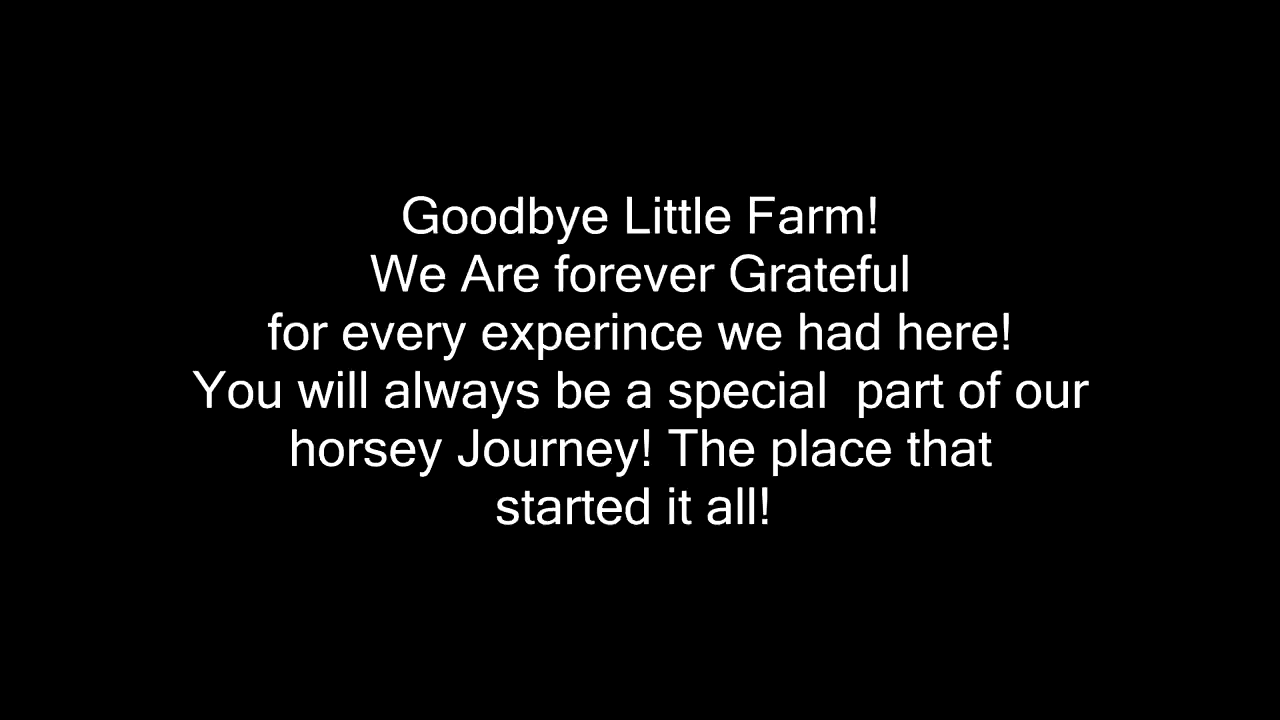 Goodbye Little Farm!
We Are forever Grateful
for every experince we had here!
You will always be a special  part of our
horsey Journey! The place that
started it all!